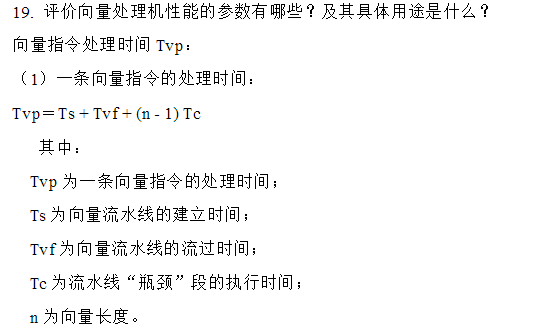 19. 评价向量处理机性能的参数有哪些？及其具体用途是什么？
向量指令处理时间 Tvp：
（1）一条向量指令的处理时间：
Tvp＝Ts + Tvf + (n - 1) Tc
其中：
Tvp 为一条向量指令的处理时间；
Ts 为向量流水线的建立时间；
Tvf 为向量流水线的流过时间；
Tc 为流水线“瓶颈”段的执行时间；
n 为向量长度。